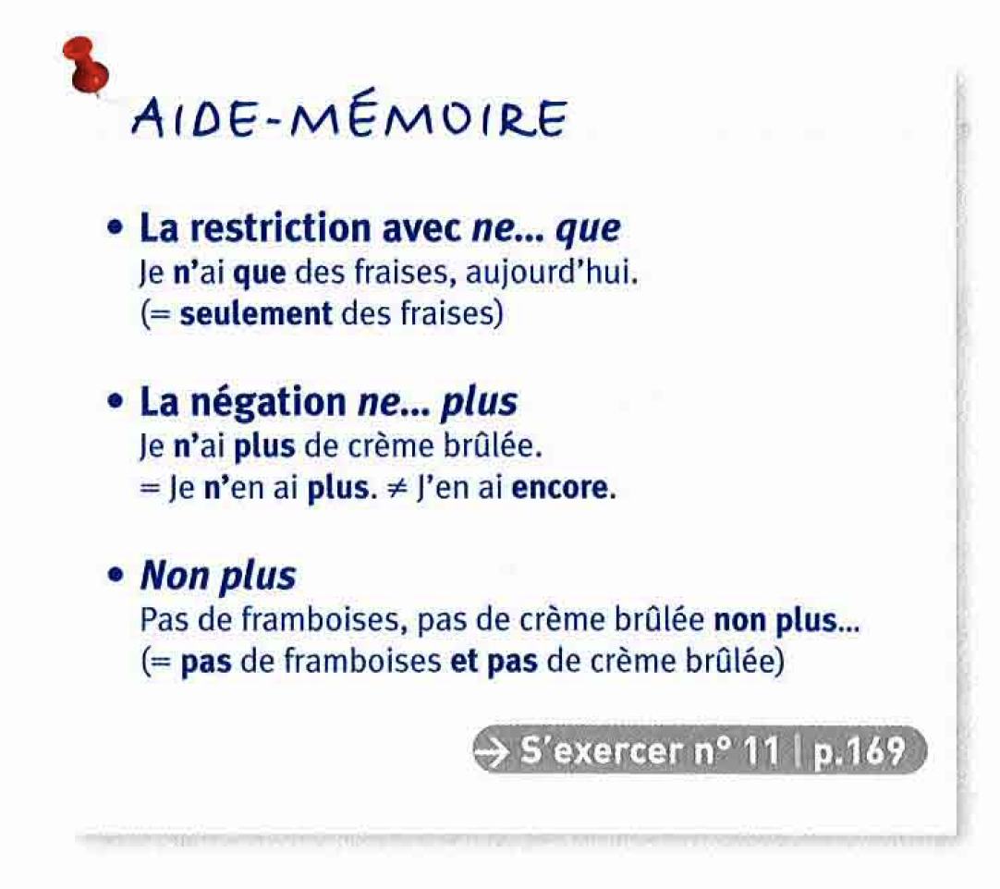 AIDE-MÉMOIRE
• La restriction avec ne... que
Je n'ai que des fraises, aujourd'hui.
(= seulement des fraises)
• La négation ne... plus
Je n'ai plus de crème brûlée.
= Je n'en ai plus. ≠ J'en ai encore.
• Non plus
Pas de framboises, pas de crème brûlée non plus...
(= pas de framboises et pas de crème brûlée)
→ S'exercer n° 11 | p.169